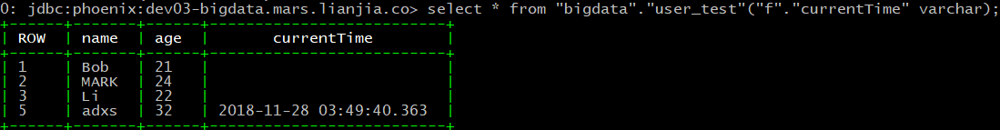 0: jdbc:phoenix:dev03-bigdata.mars.lianjia.co> select * from "bigdata"."user_test"("f"."currentTime" varchar);
+------+-------+------+--------------------------+
| ROW | name | age | currentTime |
+------+-------+------+--------------------------+
| 1 | Bob | 21 | |
| 2 | MARK | 24 | |
| 3 | Li | 22 | |
| 5 | adxs | 32 | 2018-11-28 03:49:40.363 |
+------+-------+------+--------------------------+